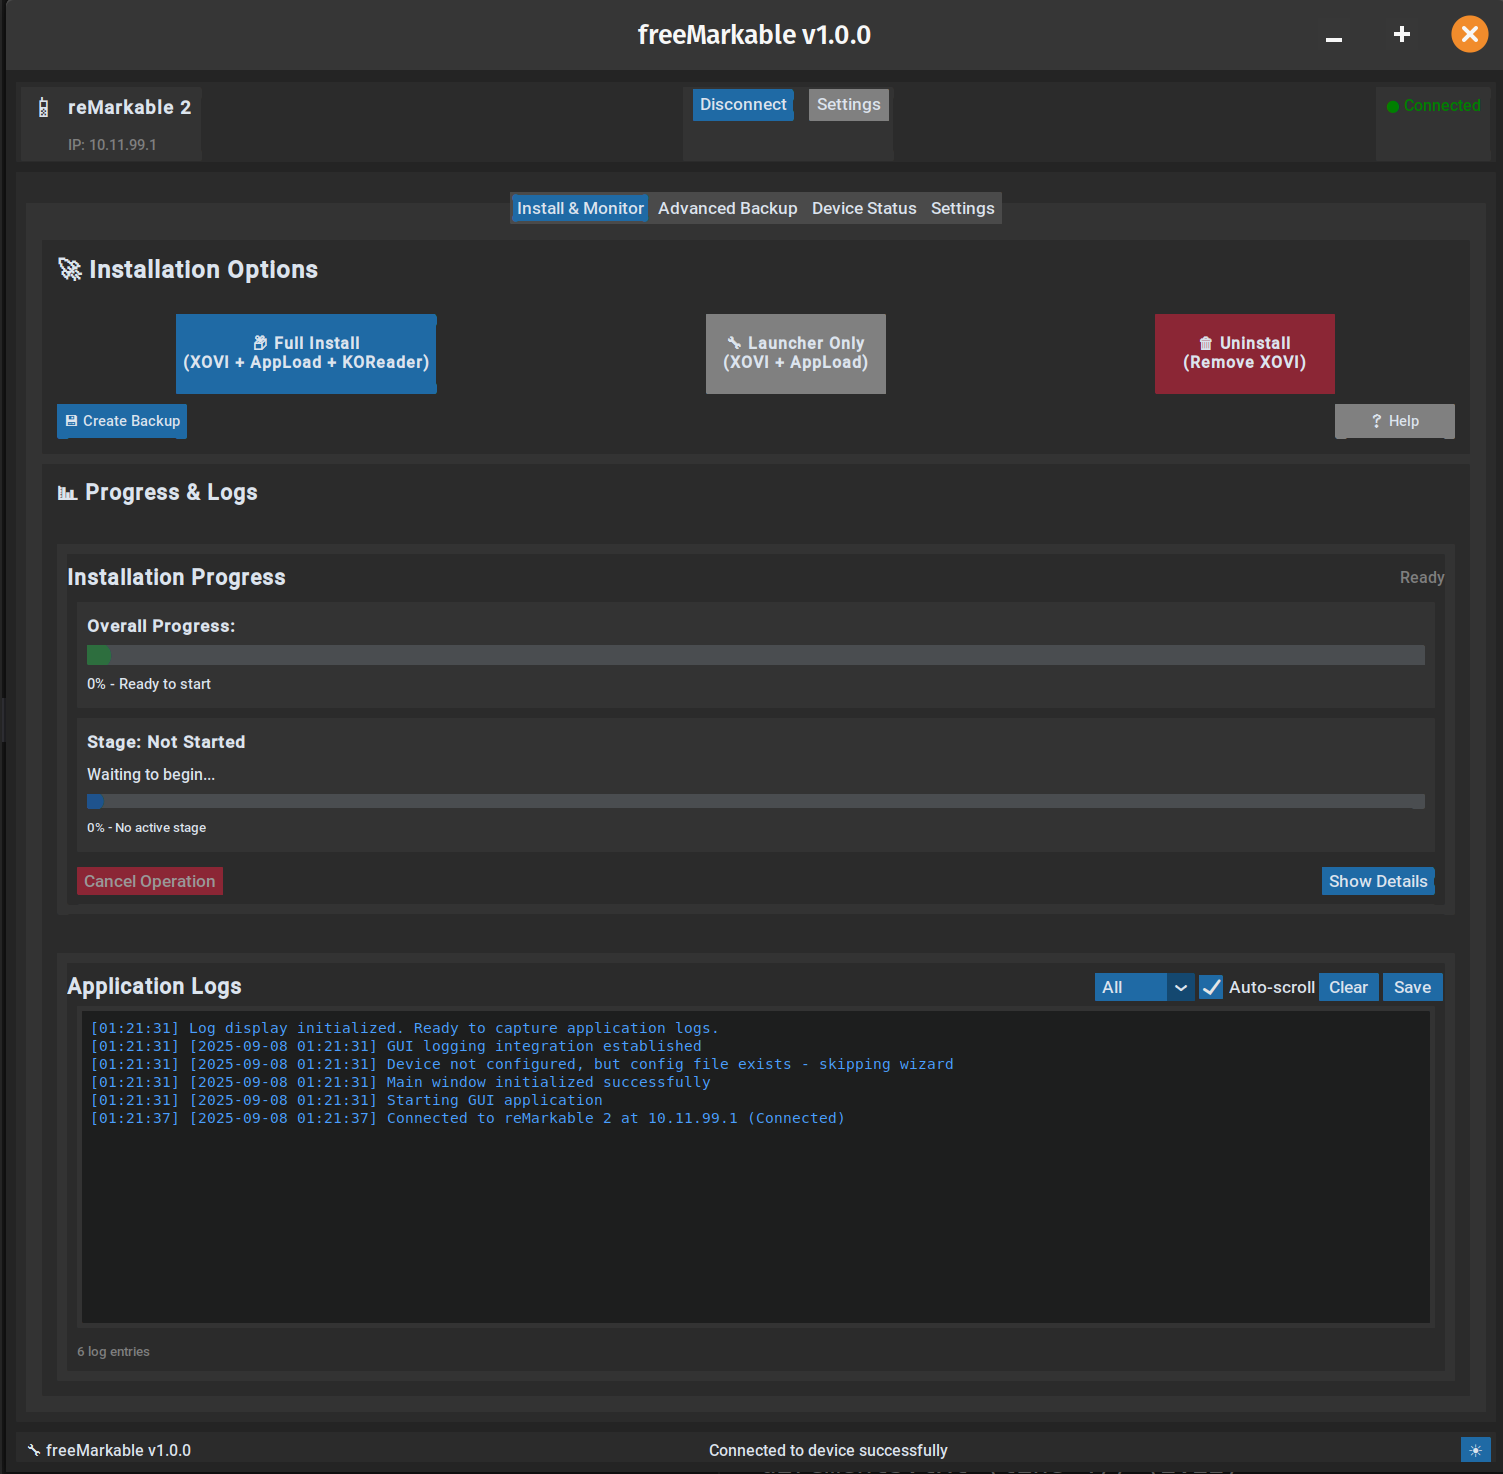 freeMarkable v1.0.0
reMarkable 2
IP: 10.11.99.1
Disconnect
Settings
Connected
Install & Monitor
Advanced Backup
Device Status
Settings
Installation Options
Full Install
(XOVI + AppLoad + KOReader)
Launcher Only
(XOVI + AppLoad)
Uninstall
(Remove XOVI)
Create Backup
? Help
Progress & Logs
Installation Progress
Ready
Overall Progress:
0% - Ready to start
Stage: Not Started
Waiting to begin...
0% - No active stage
Cancel Operation
Show Details
Application Logs
All
Auto-scroll
Clear
Save
[01:21:31] Log display initialized. Ready to capture application logs.
[01:21:31] [2025-09-08 01:21:31] GUI logging integration established
[01:21:31] [2025-09-08 01:21:31] Device not configured, but config file exists - skipping wizard
[01:21:31] [2025-09-08 01:21:31] Main window initialized successfully
[01:21:31] [2025-09-08 01:21:31] Starting GUI application
[01:21:37] [2025-09-08 01:21:37] Connected to reMarkable 2 at 10.11.99.1 (Connected)
6 log entries
freeMarkable v1.0.0
Connected to device successfully